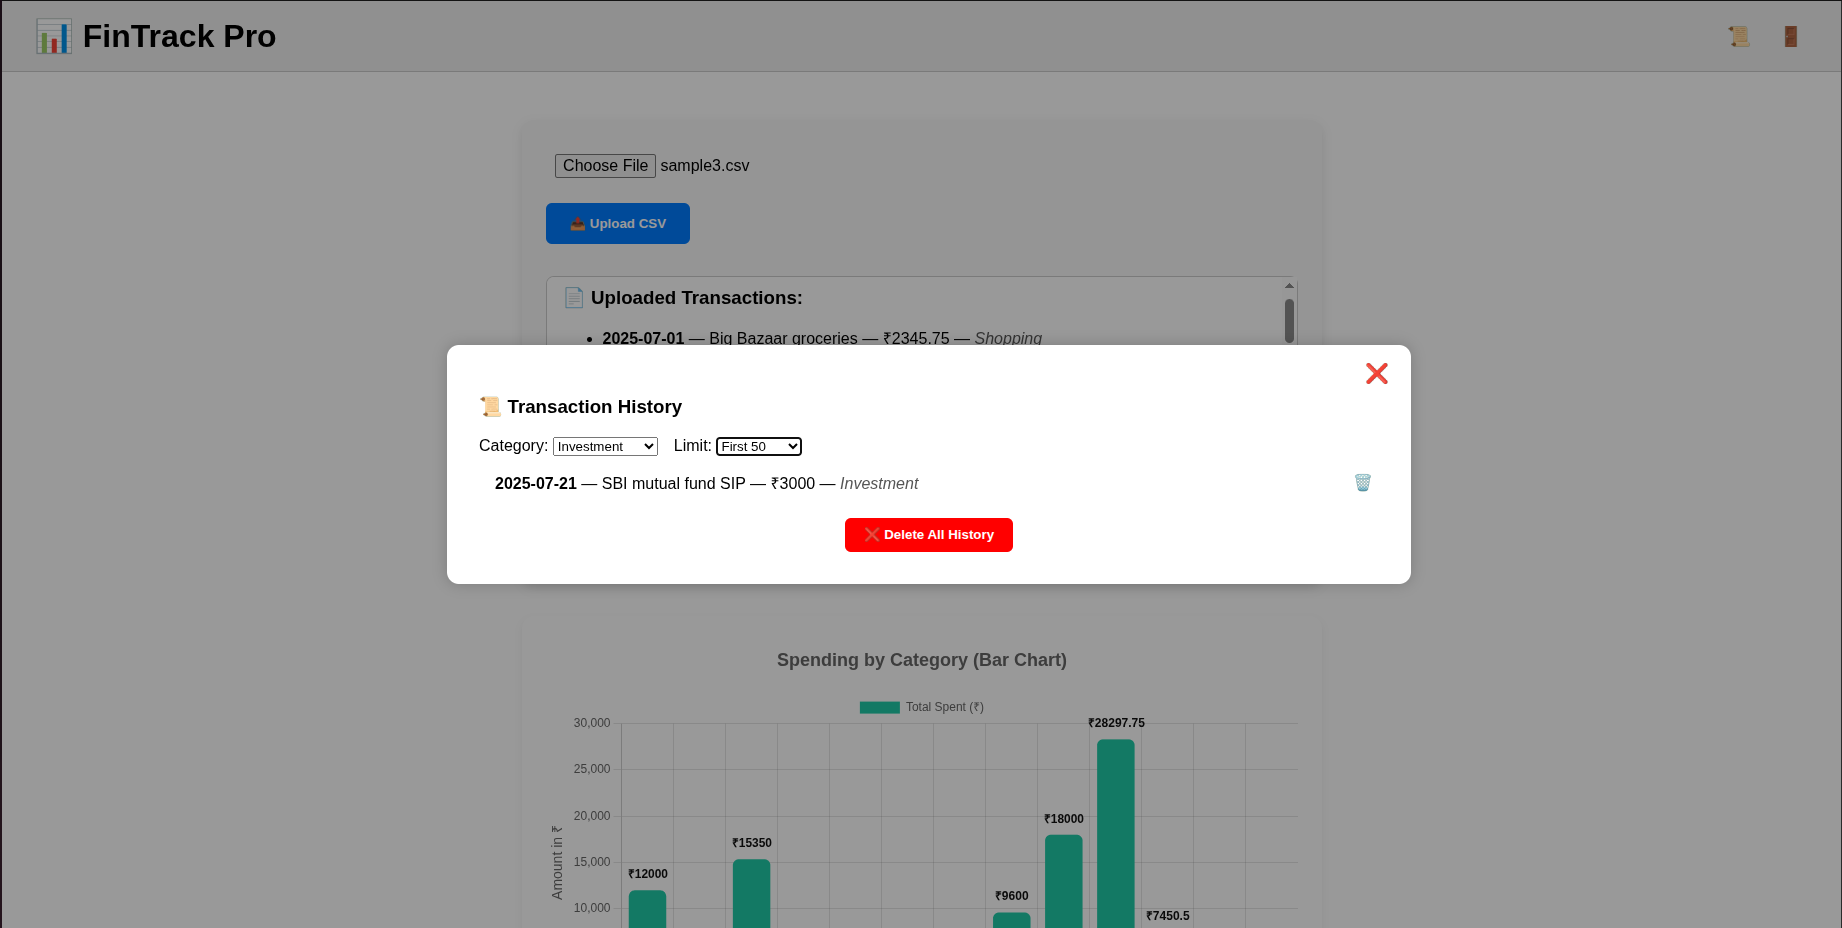 📊 FinTrack Pro
📜 🚪
Choose File sample3.csv
📤 Upload CSV
📄 Uploaded Transactions:
• 2025-07-01 — Big Bazaar groceries — ₹2345.75 — Shopping
❌
📜 Transaction History
Category: Investment Limit: First 50
2025-07-21 — SBI mutual fund SIP — ₹3000 — Investment 🗑️
❌ Delete All History
Spending by Category (Bar Chart)
Total Spent (₹)
30,000
₹28297.75
25,000
20,000
₹18000
₹15350
15,000
₹12000
₹9600
10,000
₹7450.5
Amount in ₹